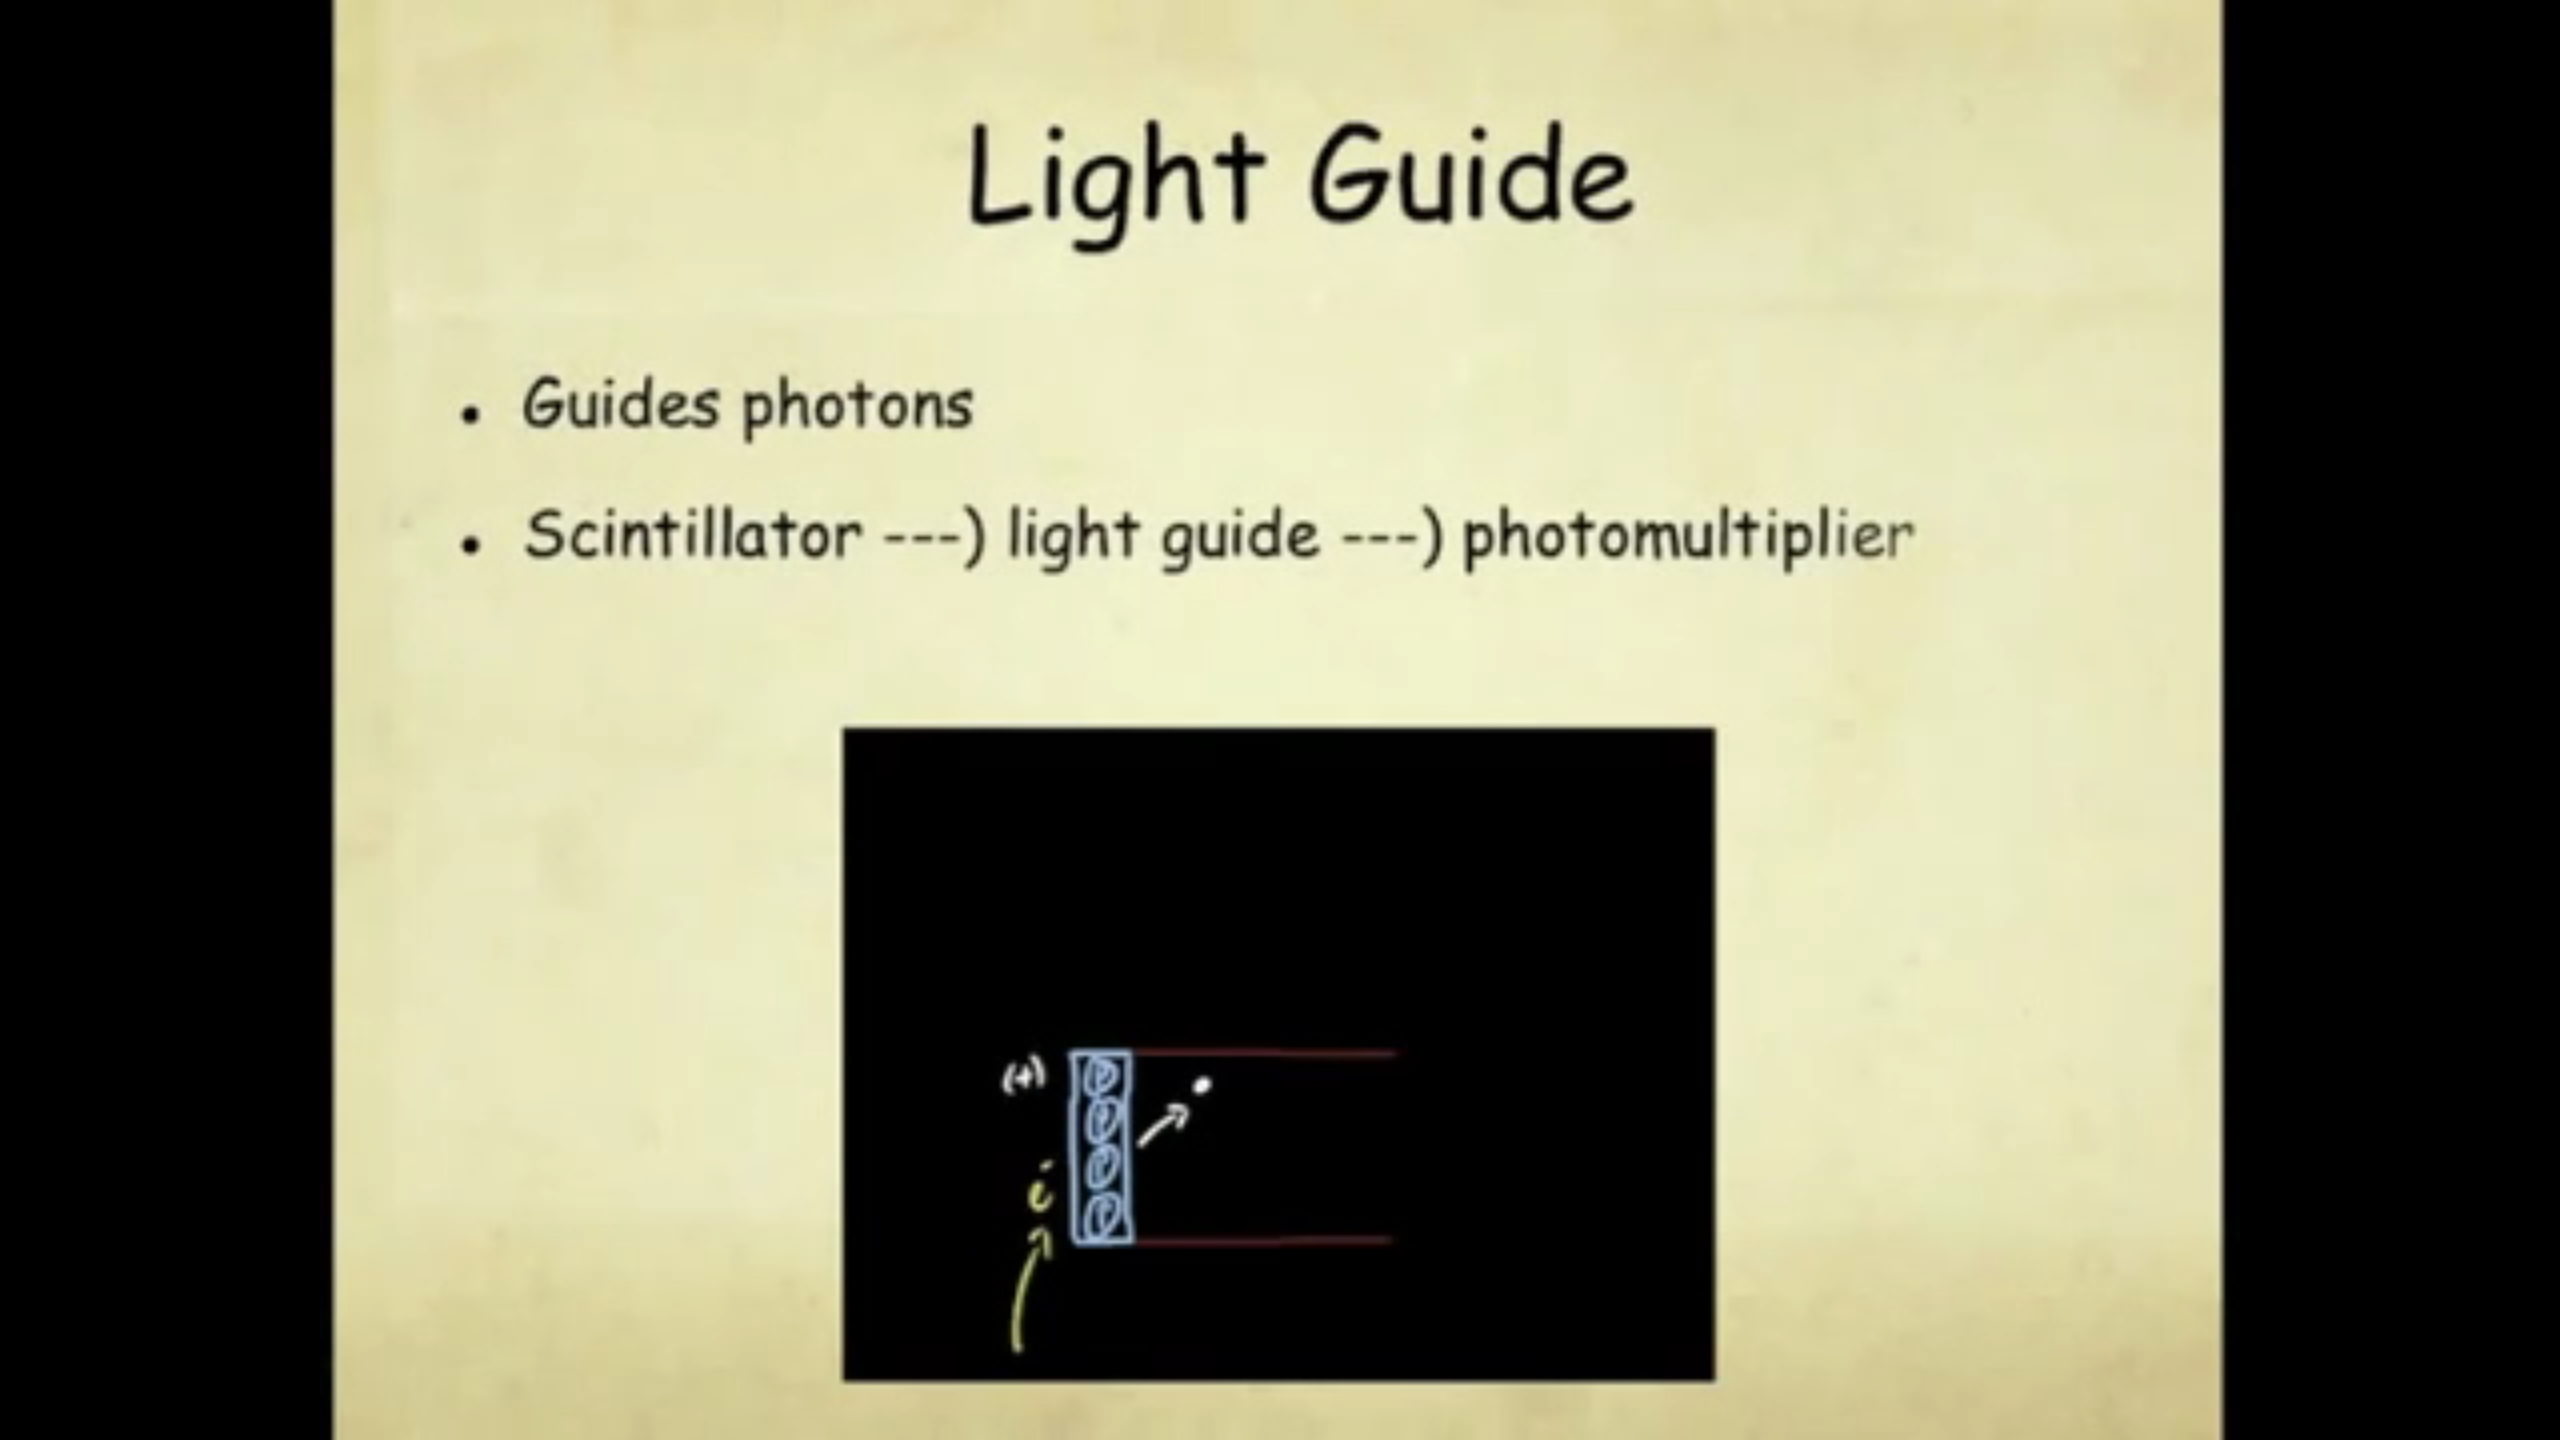 Light Guide
• Guides photons
• Scintillator ---) light guide ---) photomultiplier
(+)
P
P
P
P
e-